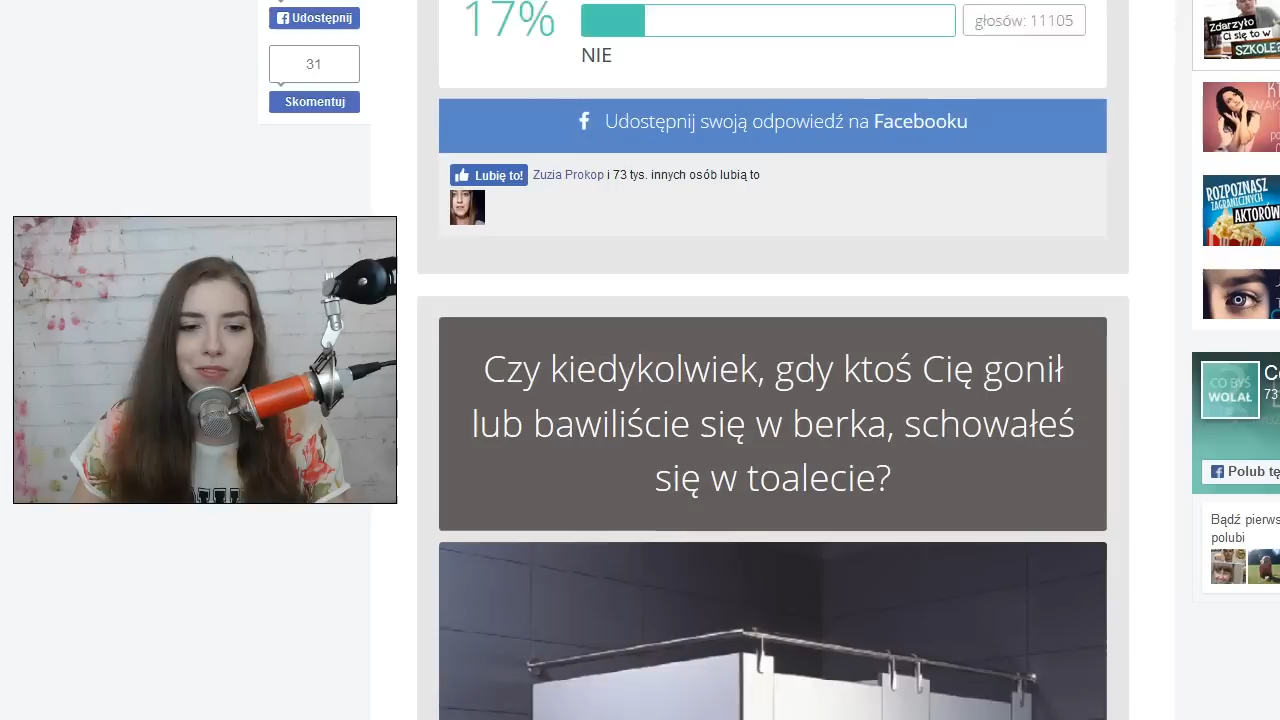 Udostępnij
31
Skomentuj
17%
głosów: 11105
NIE
Udostępnij swoją odpowiedź na Facebooku
Lubię to! Zuzia Prokop i 73 tys. innych osób lubią to
Czy kiedykolwiek, gdy ktoś Cię gonił
lub bawiliście się w berka, schowałeś
się w toalecie?
Zdarzyło
Ci się to w
SZKOLE?
ROZPOZNASZ
ZAGRANICZNYCH
AKTORÓW
CO BYŚ
WOLAŁ
73
Polub tę
Bądź pierws
polubi